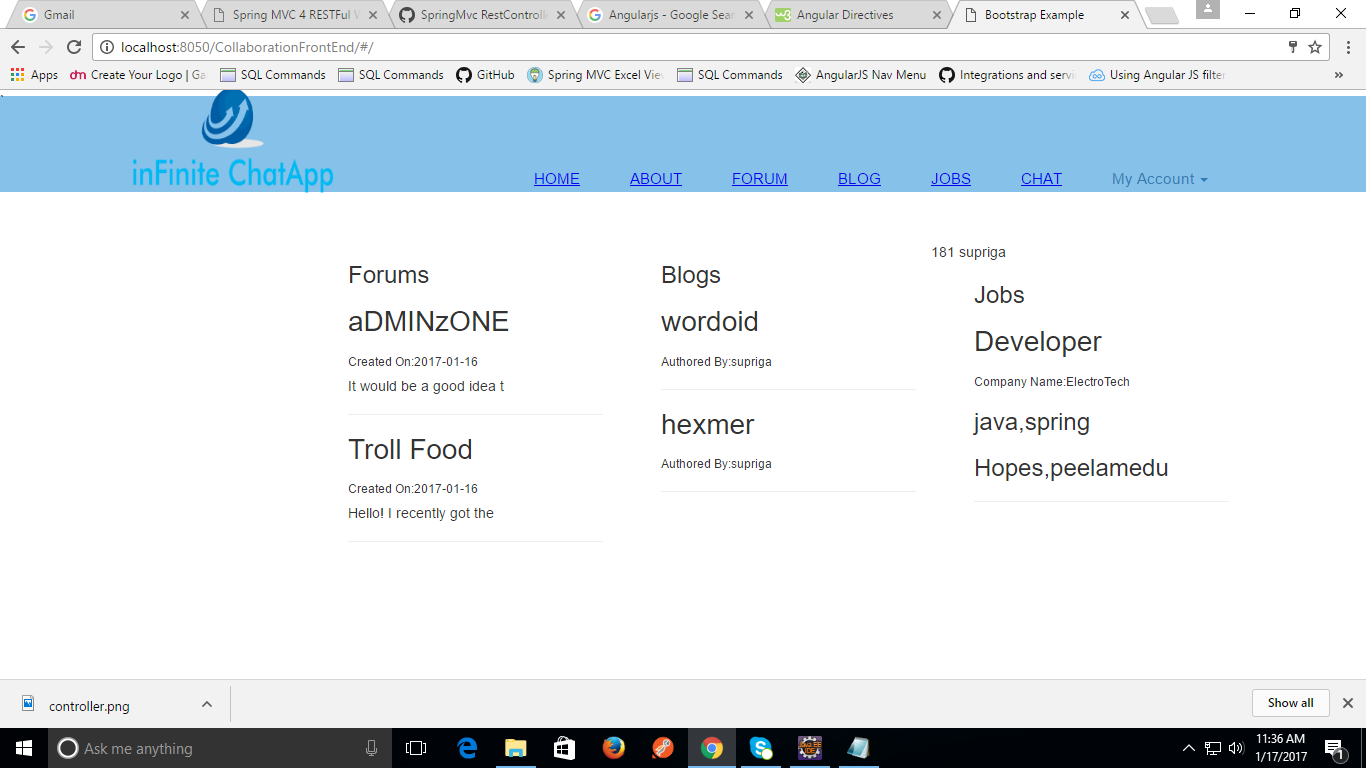 Gmail
Spring MVC 4 RESTFul W
SpringMvc RestControlle
Angularjs - Google Sear
Angular Directives
Bootstrap Example
localhost:8050/CollaborationFrontEnd/#/
Apps
dm Create Your Logo | Ga
SQL Commands
SQL Commands
GitHub
Spring MVC Excel View
SQL Commands
AngularJS Nav Menu
Integrations and servic
Using Angular JS filter
»
inFinite ChatApp
HOME ABOUT FORUM BLOG JOBS CHAT My Account
181 supriga
Forums
aDMINzONE
Created On:2017-01-16
It would be a good idea t
Troll Food
Created On:2017-01-16
Hello! I recently got the
Blogs
wordoid
Authored By:supriga
hexmer
Authored By:supriga
Jobs
Developer
Company Name:ElectroTech
java,spring
Hopes,peelamedu
controller.png
Show all
Ask me anything
11:36 AM
1/17/2017
1